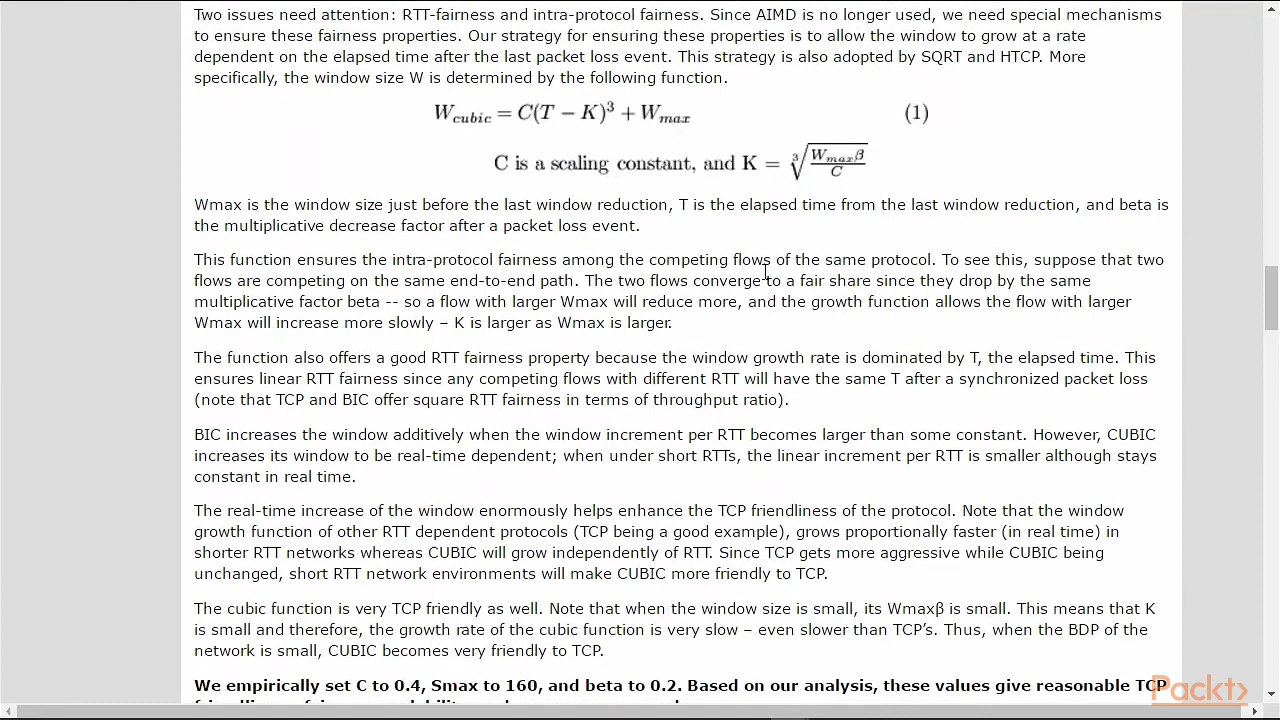 Two issues need attention: RTT-fairness and intra-protocol fairness. Since AIMD is no longer used, we need special mechanisms
to ensure these fairness properties. Our strategy for ensuring these properties is to allow the window to grow at a rate
dependent on the elapsed time after the last packet loss event. This strategy is also adopted by SQRT and HTCP. More
specifically, the window size W is determined by the following function.
W_cubic = C(T − K)³ + W_max (1)
C is a scaling constant, and K = ∛(W_max β / C)
Wmax is the window size just before the last window reduction, T is the elapsed time from the last window reduction, and beta is
the multiplicative decrease factor after a packet loss event.
This function ensures the intra-protocol fairness among the competing flows of the same protocol. To see this, suppose that two
flows are competing on the same end-to-end path. The two flows converge to a fair share since they drop by the same
multiplicative factor beta -- so a flow with larger Wmax will reduce more, and the growth function allows the flow with larger
Wmax will increase more slowly – K is larger as Wmax is larger.
The function also offers a good RTT fairness property because the window growth rate is dominated by T, the elapsed time. This
ensures linear RTT fairness since any competing flows with different RTT will have the same T after a synchronized packet loss
(note that TCP and BIC offer square RTT fairness in terms of throughput ratio).
BIC increases the window additively when the window increment per RTT becomes larger than some constant. However, CUBIC
increases its window to be real-time dependent; when under short RTTs, the linear increment per RTT is smaller although stays
constant in real time.
The real-time increase of the window enormously helps enhance the TCP friendliness of the protocol. Note that the window
growth function of other RTT dependent protocols (TCP being a good example), grows proportionally faster (in real time) in
shorter RTT networks whereas CUBIC will grow independently of RTT. Since TCP gets more aggressive while CUBIC being
unchanged, short RTT network environments will make CUBIC more friendly to TCP.
The cubic function is very TCP friendly as well. Note that when the window size is small, its Wmaxβ is small. This means that K
is small and therefore, the growth rate of the cubic function is very slow – even slower than TCP’s. Thus, when the BDP of the
network is small, CUBIC becomes very friendly to TCP.
We empirically set C to 0.4, Smax to 160, and beta to 0.2. Based on our analysis, these values give reasonable TCP
Packt>